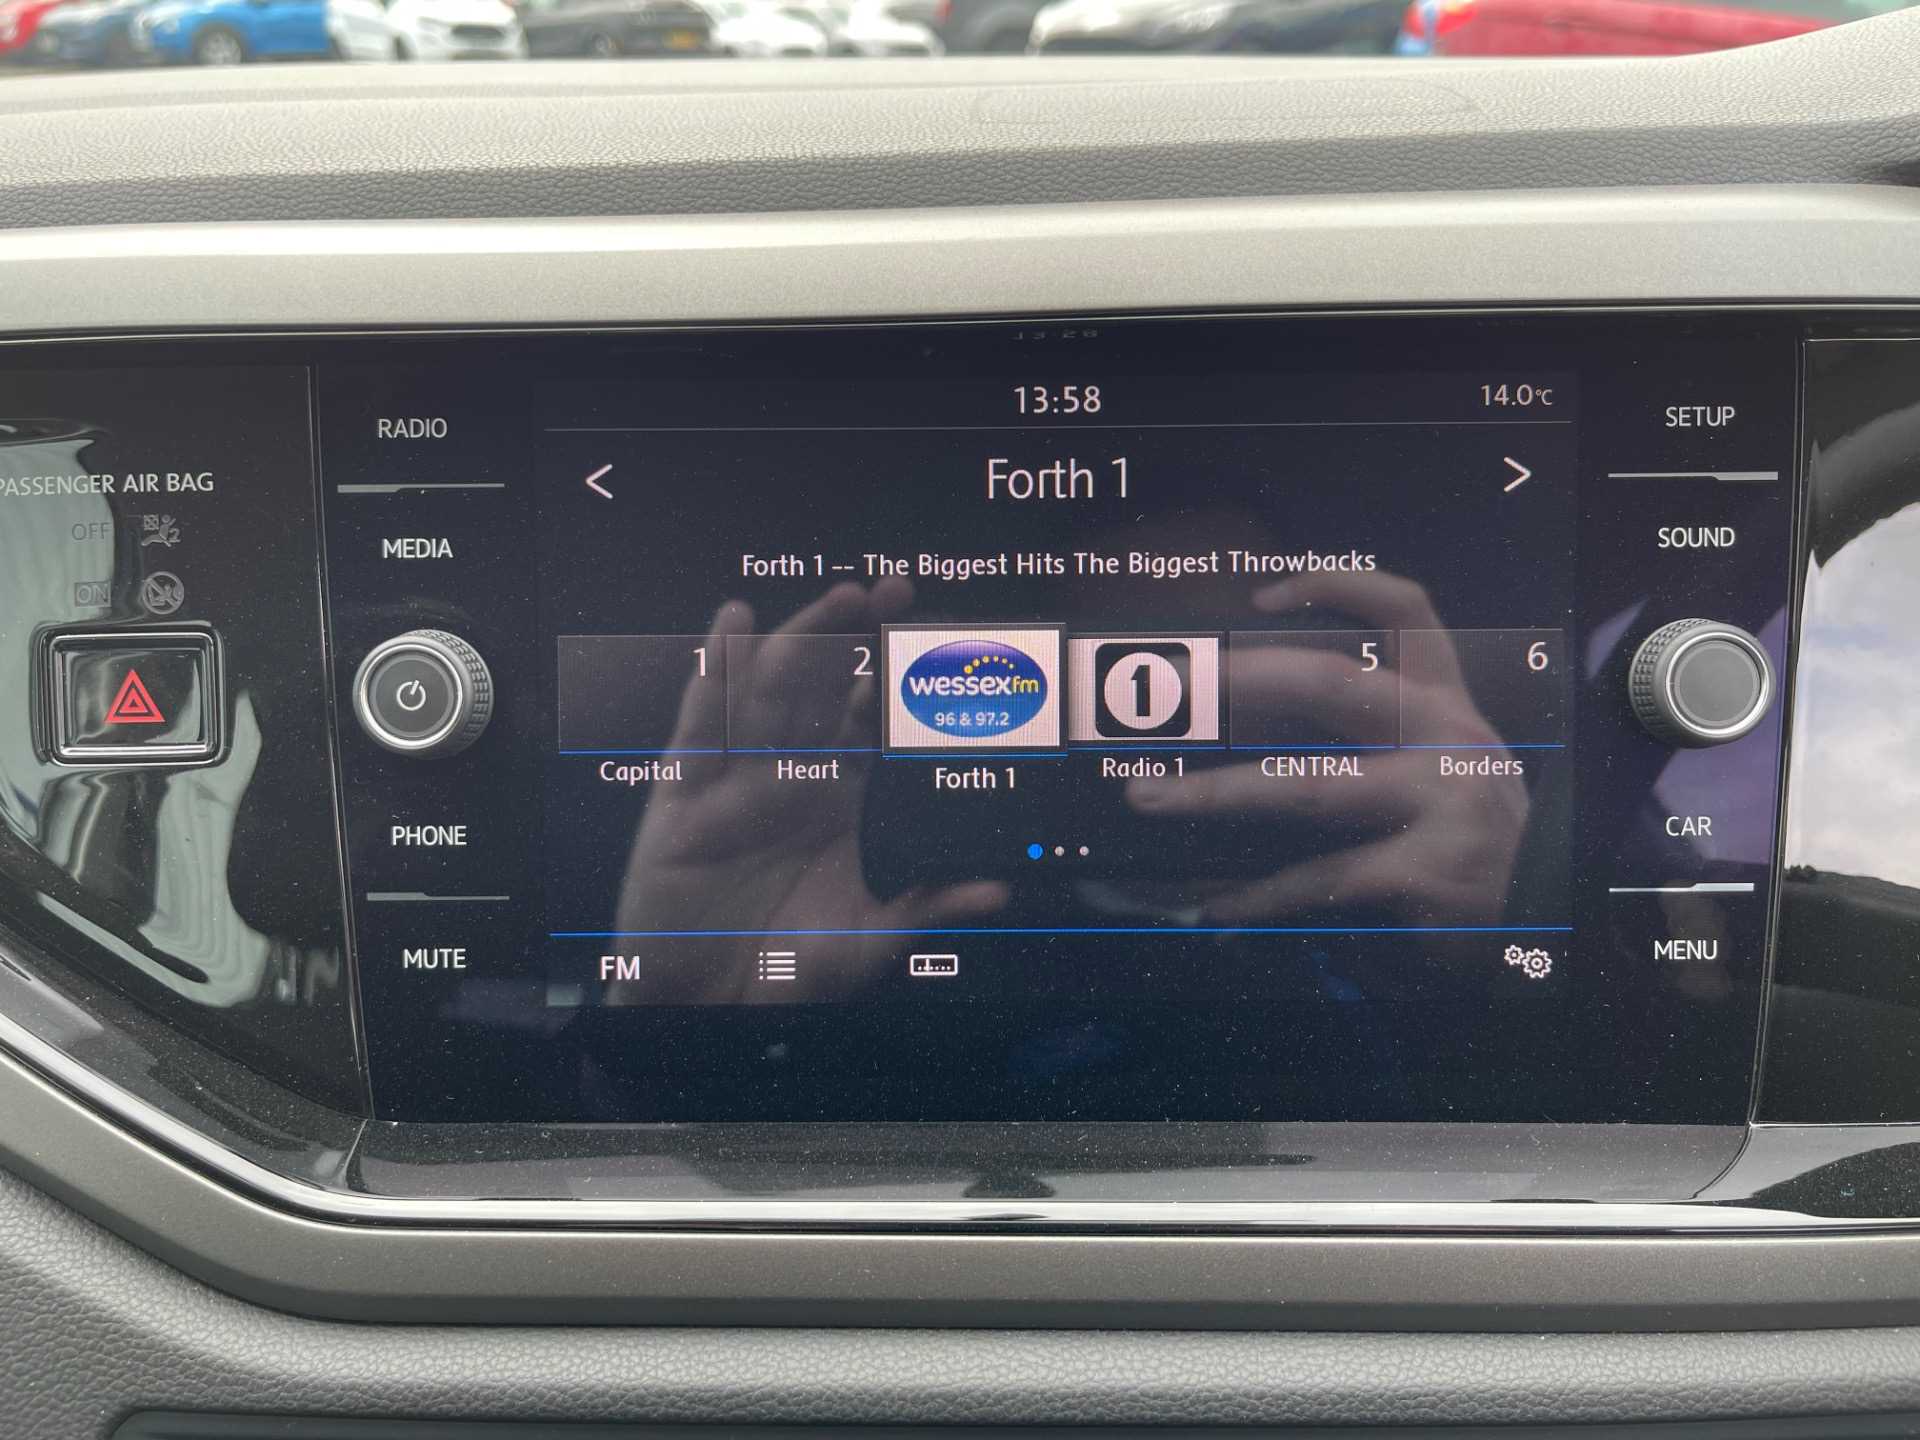 13:58
14.0°C
RADIO
SETUP
Forth 1
PASSENGER AIR BAG
OFF
2
ON
MEDIA
SOUND
Forth 1 -- The Biggest Hits The Biggest Throwbacks
1
2
wessexfm
96 & 97.2
1
5
6
Capital
Heart
Forth 1
Radio 1
CENTRAL
Borders
PHONE
CAR
MUTE
FM
MENU